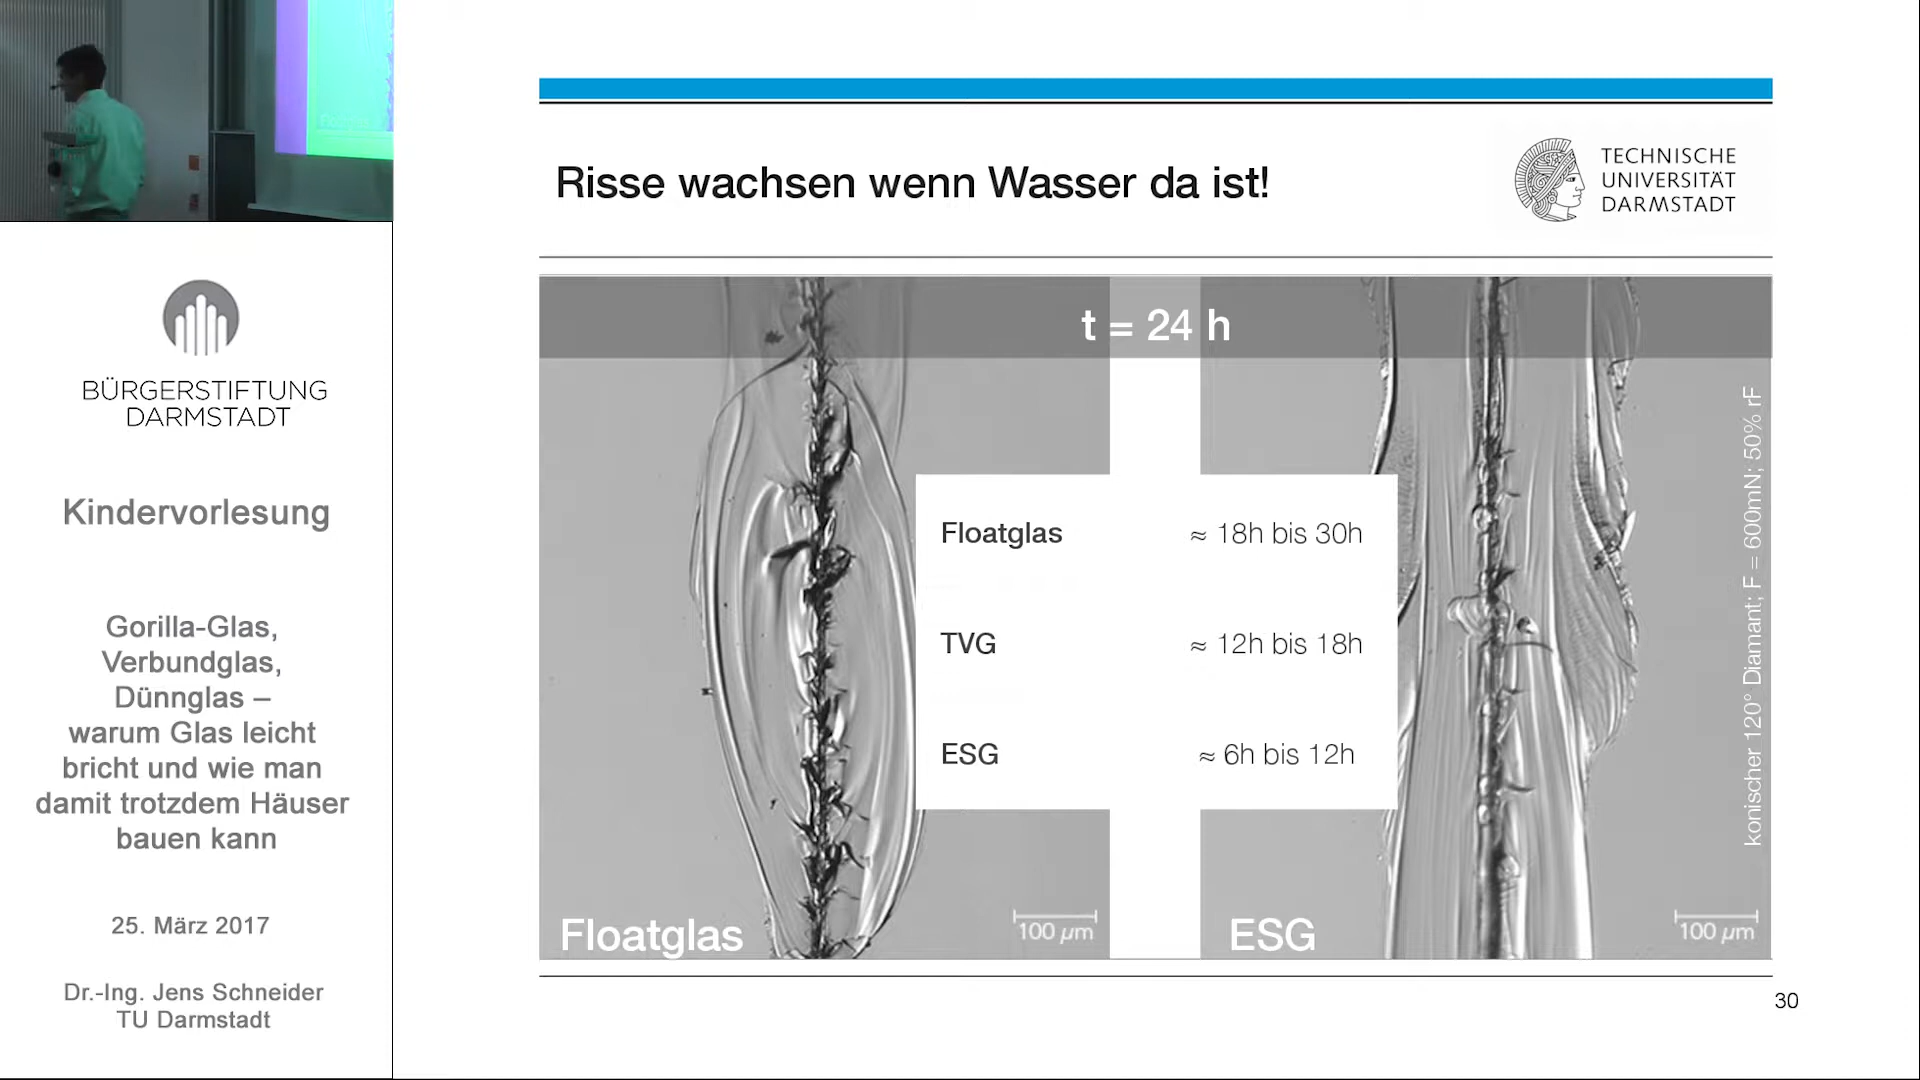 BÜRGERSTIFTUNG
DARMSTADT
Kindervorlesung
Gorilla-Glas,
Verbundglas,
Dünnglas –
warum Glas leicht
bricht und wie man
damit trotzdem Häuser
bauen kann
25. März 2017
Dr.-Ing. Jens Schneider
TU Darmstadt
Risse wachsen wenn Wasser da ist!
TECHNISCHE
UNIVERSITÄT
DARMSTADT
t = 24 h
Floatglas ≈ 18h bis 30h
TVG ≈ 12h bis 18h
ESG ≈ 6h bis 12h
Floatglas
100 µm
ESG
100 µm
konischer 120° Diamant; F = 600mN; 50% rF
30